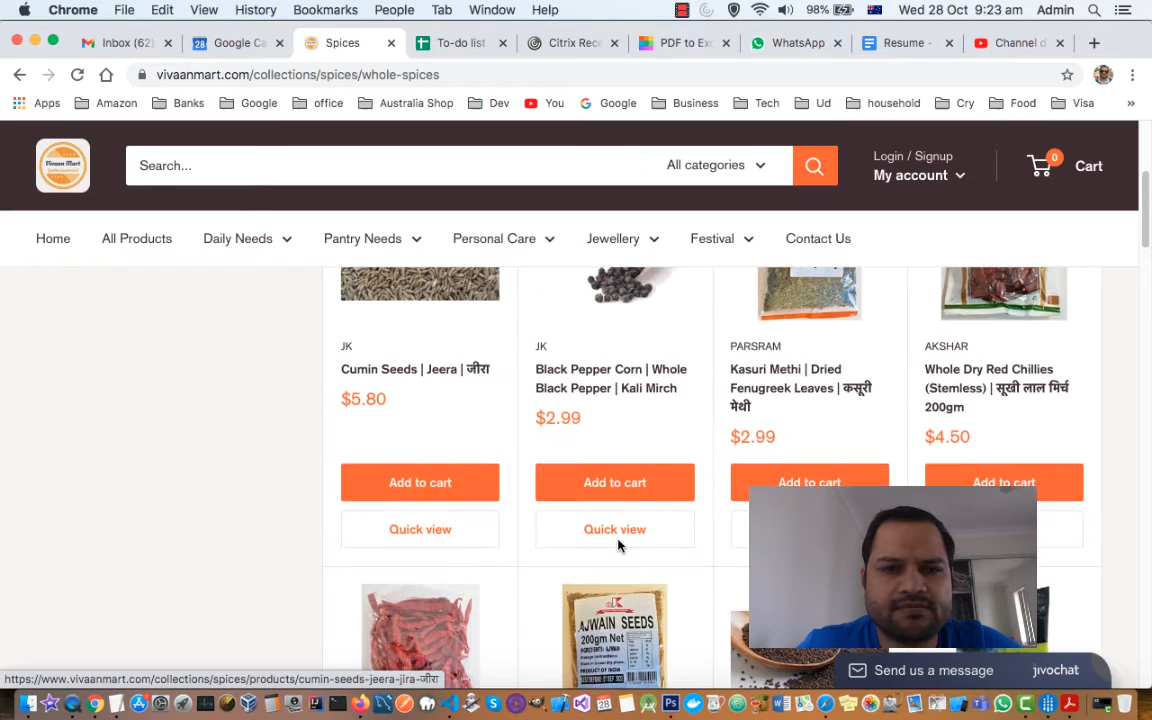 Chrome File Edit View History Bookmarks People Tab Window Help 98% Wed 28 Oct 9:23 am Admin
Inbox (62) Google Ca Spices To-do list Citrix Rece PDF to Exc WhatsApp Resume - Channel d
vivaanmart.com/collections/spices/whole-spices
Apps Amazon Banks Google office Australia Shop Dev You Google Business Tech Ud household Cry Food Visa »
Vivaan Mart
Search... All categories
Login / Signup
My account
0
Cart
Home All Products Daily Needs Pantry Needs Personal Care Jewellery Festival Contact Us
JK
Cumin Seeds | Jeera | जीरा
$5.80
Add to cart
Quick view
JK
Black Pepper Corn | Whole
Black Pepper | Kali Mirch
$2.99
Add to cart
Quick view
PARSRAM
Kasuri Methi | Dried
Fenugreek Leaves | कसूरी
मेथी
$2.99
Add to cart
AKSHAR
Whole Dry Red Chillies
(Stemless) | सूखी लाल मिर्च
200gm
$4.50
Add to cart
AJWAIN SEEDS
200gm Net
Send us a message jivochat
https://www.vivaanmart.com/collections/spices/products/cumin-seeds-jeera-jira-जीरा